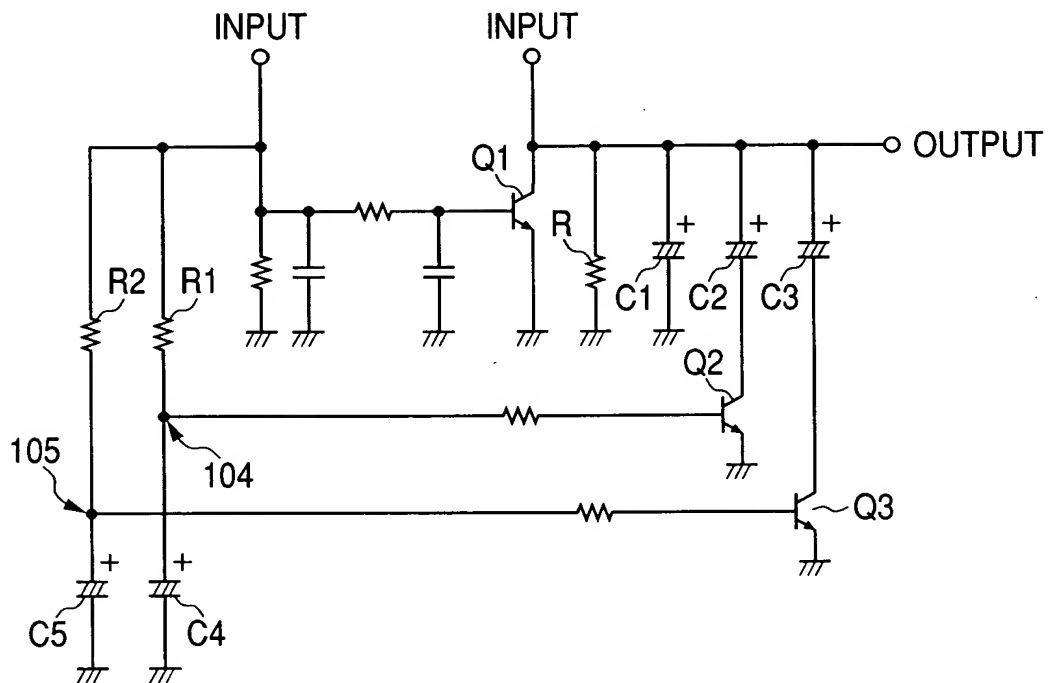 INPUT
INPUT
OUTPUT
Q1
R
C1
C2
C3
R2
R1
Q2
105
104
Q3
+
+
+
+
+
C5
C4